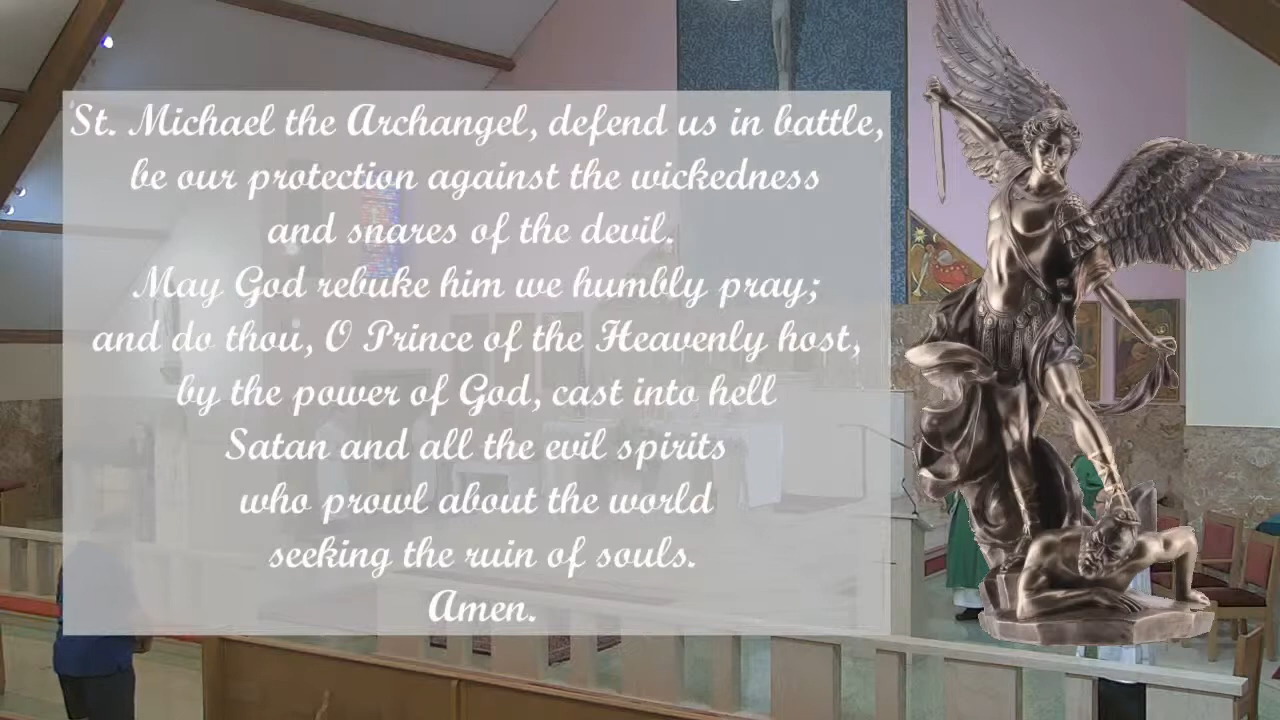 St. Michael the Archangel, defend us in battle,
be our protection against the wickedness
and snares of the devil.
May God rebuke him we humbly pray;
and do thou, O Prince of the Heavenly host,
by the power of God, cast into hell
Satan and all the evil spirits
who prowl about the world
seeking the ruin of souls.
Amen.